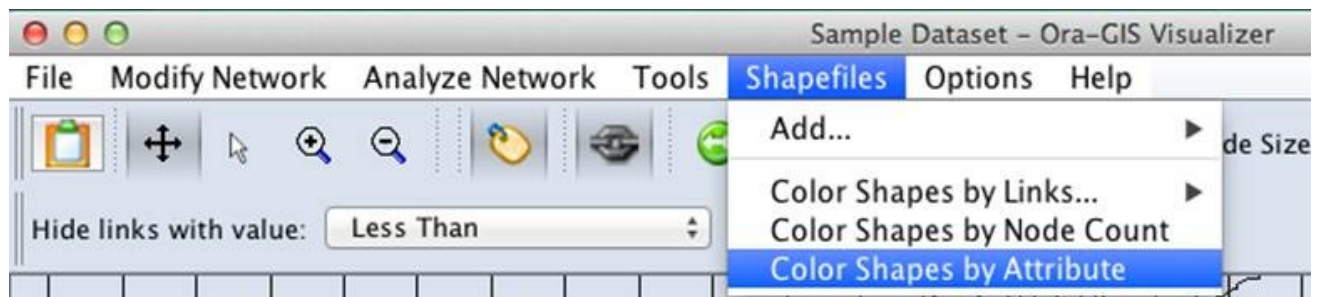 Sample Dataset – Ora-GIS Visualizer
File Modify Network Analyze Network Tools Shapefiles Options Help
Add...
de Size
Color Shapes by Links...
Hide links with value: Less Than
Color Shapes by Node Count
Color Shapes by Attribute